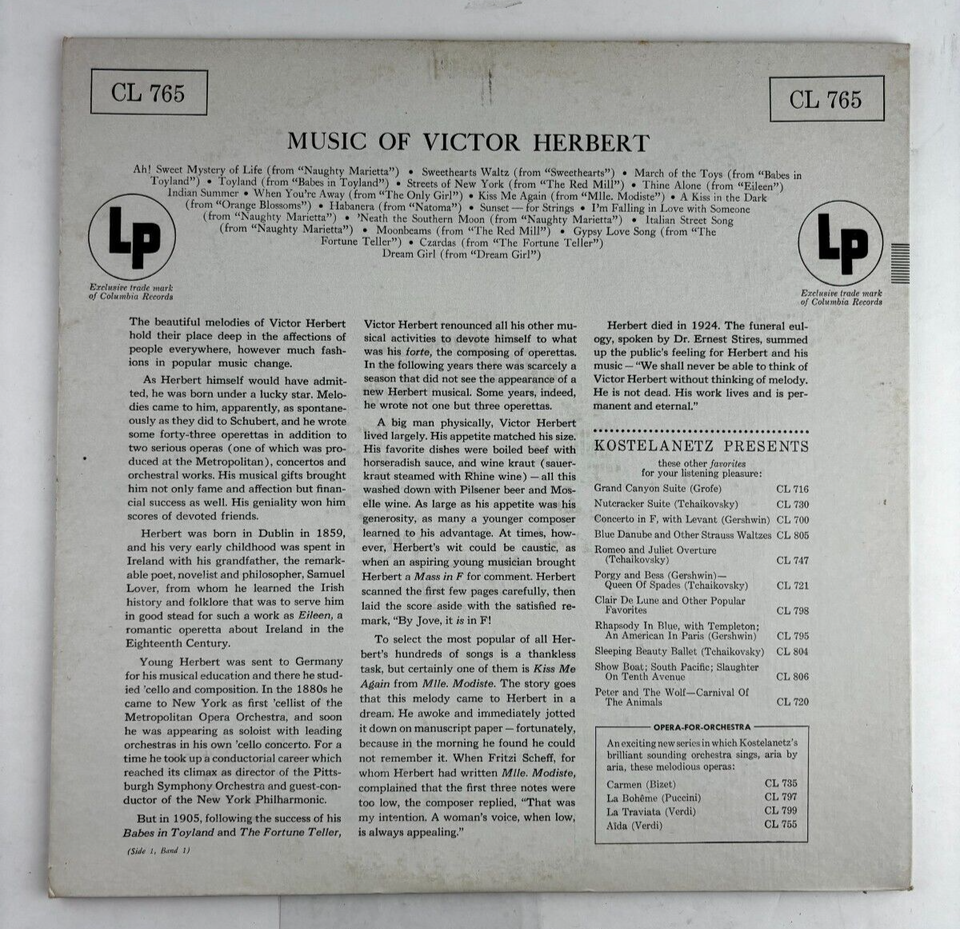 CL 765
CL 765
MUSIC OF VICTOR HERBERT
Ah! Sweet Mystery of Life (from "Naughty Marietta") • Sweethearts Waltz (from "Sweethearts") • March of the Toys (from "Babes in
Toyland") • Toyland (from "Babes in Toyland") • Streets of New York (from "The Red Mill") • Thine Alone (from "Eileen")
Indian Summer • When You're Away (from "The Only Girl") • Kiss Me Again (from "Mlle. Modiste") • A Kiss in the Dark
(from "Orange Blossoms") • Habanera (from "Natoma") • Sunset — for Strings • I'm Falling in Love with Someone
(from "Naughty Marietta") • 'Neath the Southern Moon (from "Naughty Marietta") • Italian Street Song
(from "Naughty Marietta") • Moonbeams (from "The Red Mill") • Gypsy Love Song (from "The
Fortune Teller") • Czardas (from "The Fortune Teller")
Dream Girl (from "Dream Girl")
Lp
Exclusive trade mark
of Columbia Records
Lp
Exclusive trade mark
of Columbia Records
The beautiful melodies of Victor Herbert
hold their place deep in the affections of
people everywhere, however much fash-
ions in popular music change.
As Herbert himself would have admit-
ted, he was born under a lucky star. Melo-
dies came to him, apparently, as spontane-
ously as they did to Schubert, and he wrote
some forty-three operettas in addition to
two serious operas (one of which was pro-
duced at the Metropolitan), concertos and
orchestral works. His musical gifts brought
him not only fame and affection but finan-
cial success as well. His geniality won him
scores of devoted friends.
Herbert was born in Dublin in 1859,
and his very early childhood was spent in
Ireland with his grandfather, the remark-
able poet, novelist and philosopher, Samuel
Lover, from whom he learned the Irish
history and folklore that was to serve him
in good stead for such a work as Eileen, a
romantic operetta about Ireland in the
Eighteenth Century.
Young Herbert was sent to Germany
for his musical education and there he stud-
ied 'cello and composition. In the 1880s he
came to New York as first 'cellist of the
Metropolitan Opera Orchestra, and soon
he was appearing as soloist with leading
orchestras in his own 'cello concerto. For a
time he took up a conductorial career which
reached its climax as director of the Pitts-
burgh Symphony Orchestra and guest-con-
ductor of the New York Philharmonic.
But in 1905, following the success of his
Babes in Toyland and The Fortune Teller,
(Side 1, Band 1)
Victor Herbert renounced all his other mu-
sical activities to devote himself to what
was his forte, the composing of operettas.
In the following years there was scarcely a
season that did not see the appearance of a
new Herbert musical. Some years, indeed,
he wrote not one but three operettas.
A big man physically, Victor Herbert
lived largely. His appetite matched his size.
His favorite dishes were boiled beef with
horseradish sauce, and wine kraut (sauer-
kraut steamed with Rhine wine) — all this
washed down with Pilsener beer and Mos-
elle wine. As large as his appetite was his
generosity, as many a younger composer
learned to his advantage. At times, how-
ever, Herbert's wit could be caustic, as
when an aspiring young musician brought
Herbert a Mass in F for comment. Herbert
scanned the first few pages carefully, then
laid the score aside with the satisfied re-
mark, "By Jove, it is in F!
To select the most popular of all Her-
bert's hundreds of songs is a thankless
task, but certainly one of them is Kiss Me
Again from Mlle. Modiste. The story goes
that this melody came to Herbert in a
dream. He awoke and immediately jotted
it down on manuscript paper — fortunately,
because in the morning he found he could
not remember it. When Fritzi Scheff, for
whom Herbert had written Mlle. Modiste,
complained that the first three notes were
too low, the composer replied, "That was
my intention. A woman's voice, when low,
is always appealing."
Herbert died in 1924. The funeral eul-
ogy, spoken by Dr. Ernest Stires, summed
up the public's feeling for Herbert and his
music — "We shall never be able to think of
Victor Herbert without thinking of melody.
He is not dead. His work lives and is per-
manent and eternal."
KOSTELANETZ PRESENTS
these other favorites
for your listening pleasure:
Grand Canyon Suite (Grofe) CL 716
Nutcracker Suite (Tchaikovsky) CL 730
Concerto in F, with Levant (Gershwin) CL 700
Blue Danube and Other Strauss Waltzes CL 805
Romeo and Juliet Overture
(Tchaikovsky) CL 747
Porgy and Bess (Gershwin)—
Queen Of Spades (Tchaikovsky) CL 721
Clair De Lune and Other Popular
Favorites CL 798
Rhapsody In Blue, with Templeton;
An American In Paris (Gershwin) CL 795
Sleeping Beauty Ballet (Tchaikovsky) CL 804
Show Boat; South Pacific; Slaughter
On Tenth Avenue CL 806
Peter and The Wolf—Carnival Of
The Animals CL 720
OPERA-FOR-ORCHESTRA
An exciting new series in which Kostelanetz's
brilliant sounding orchestra sings, aria by
aria, these melodious operas:
Carmen (Bizet) CL 735
La Bohême (Puccini) CL 797
La Traviata (Verdi) CL 799
Aida (Verdi) CL 755